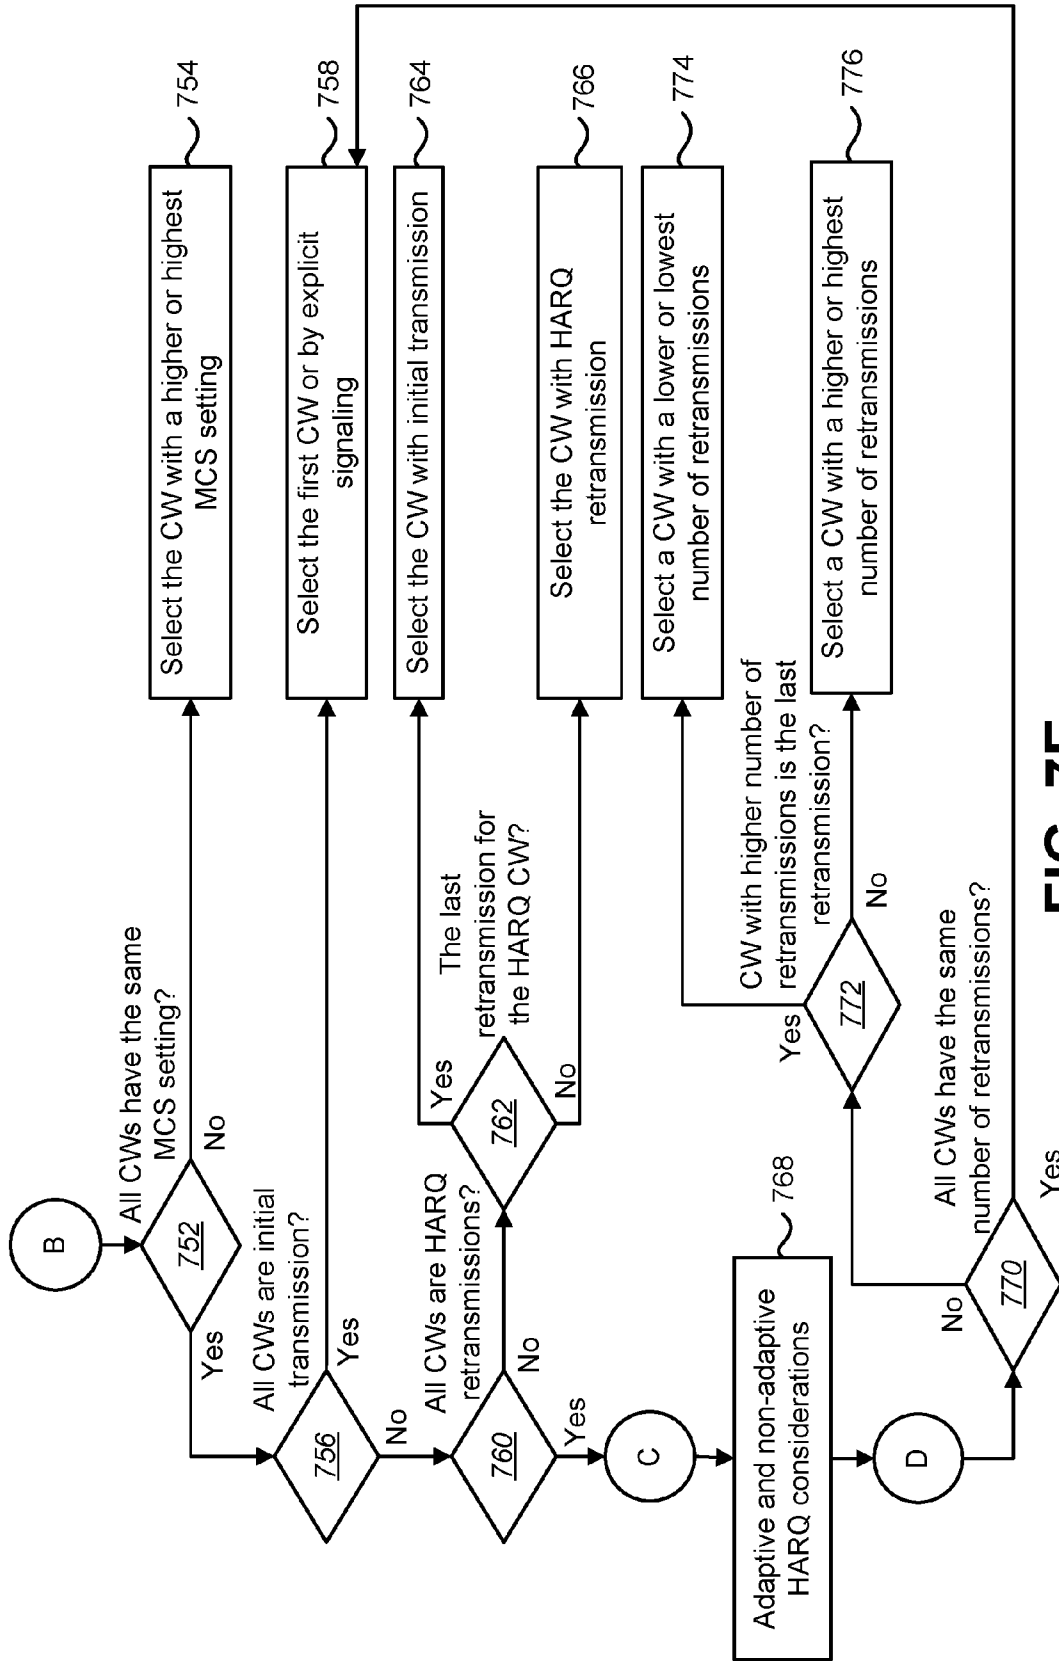 B
All CWs have the same
MCS setting?
752
Yes
No
Select the CW with a higher or highest
MCS setting
754
All CWs are initial
transmission?
756
Yes
No
Select the first CW or by explicit
signaling
758
All CWs are HARQ
retransmissions?
760
No
Yes
The last
retransmission for
the HARQ CW?
762
Yes
No
Select the CW with initial transmission
764
Select the CW with HARQ
retransmission
766
C
Adaptive and non-adaptive
HARQ considerations
768
D
All CWs have the same
number of retransmissions?
770
No
Yes
CW with higher number of
retransmissions is the last
retransmission?
772
Yes
No
Select a CW with a lower or lowest
number of retransmissions
774
Select a CW with a higher or highest
number of retransmissions
776